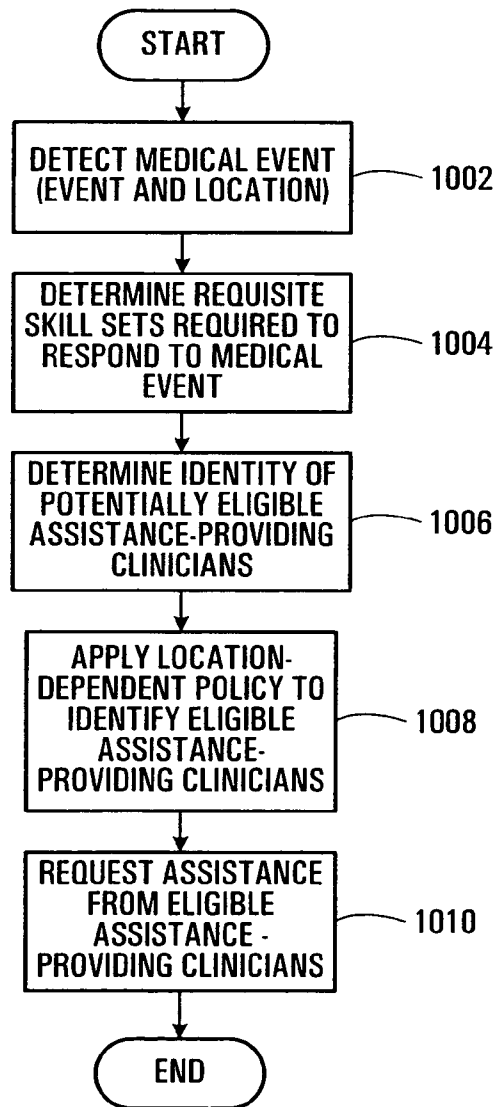 START
DETECT MEDICAL EVENT
(EVENT AND LOCATION)
1002
DETERMINE REQUISITE
SKILL SETS REQUIRED TO
RESPOND TO MEDICAL
EVENT
1004
DETERMINE IDENTITY OF
POTENTIALLY ELIGIBLE
ASSISTANCE-PROVIDING
CLINICIANS
1006
APPLY LOCATION-
DEPENDENT POLICY TO
IDENTIFY ELIGIBLE
ASSISTANCE-
PROVIDING CLINICIANS
1008
REQUEST ASSISTANCE
FROM ELIGIBLE
ASSISTANCE -
PROVIDING CLINICIANS
1010
END